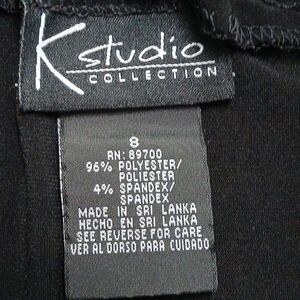 K studio
COLLECTION
8
RN: 89700
96% POLYESTER/
POLIESTER
4% SPANDEX/
SPANDEX
MADE IN SRI LANKA
HECHO EN SRI LANKA
SEE REVERSE FOR CARE
VER AL DORSO PARA CUIDADO